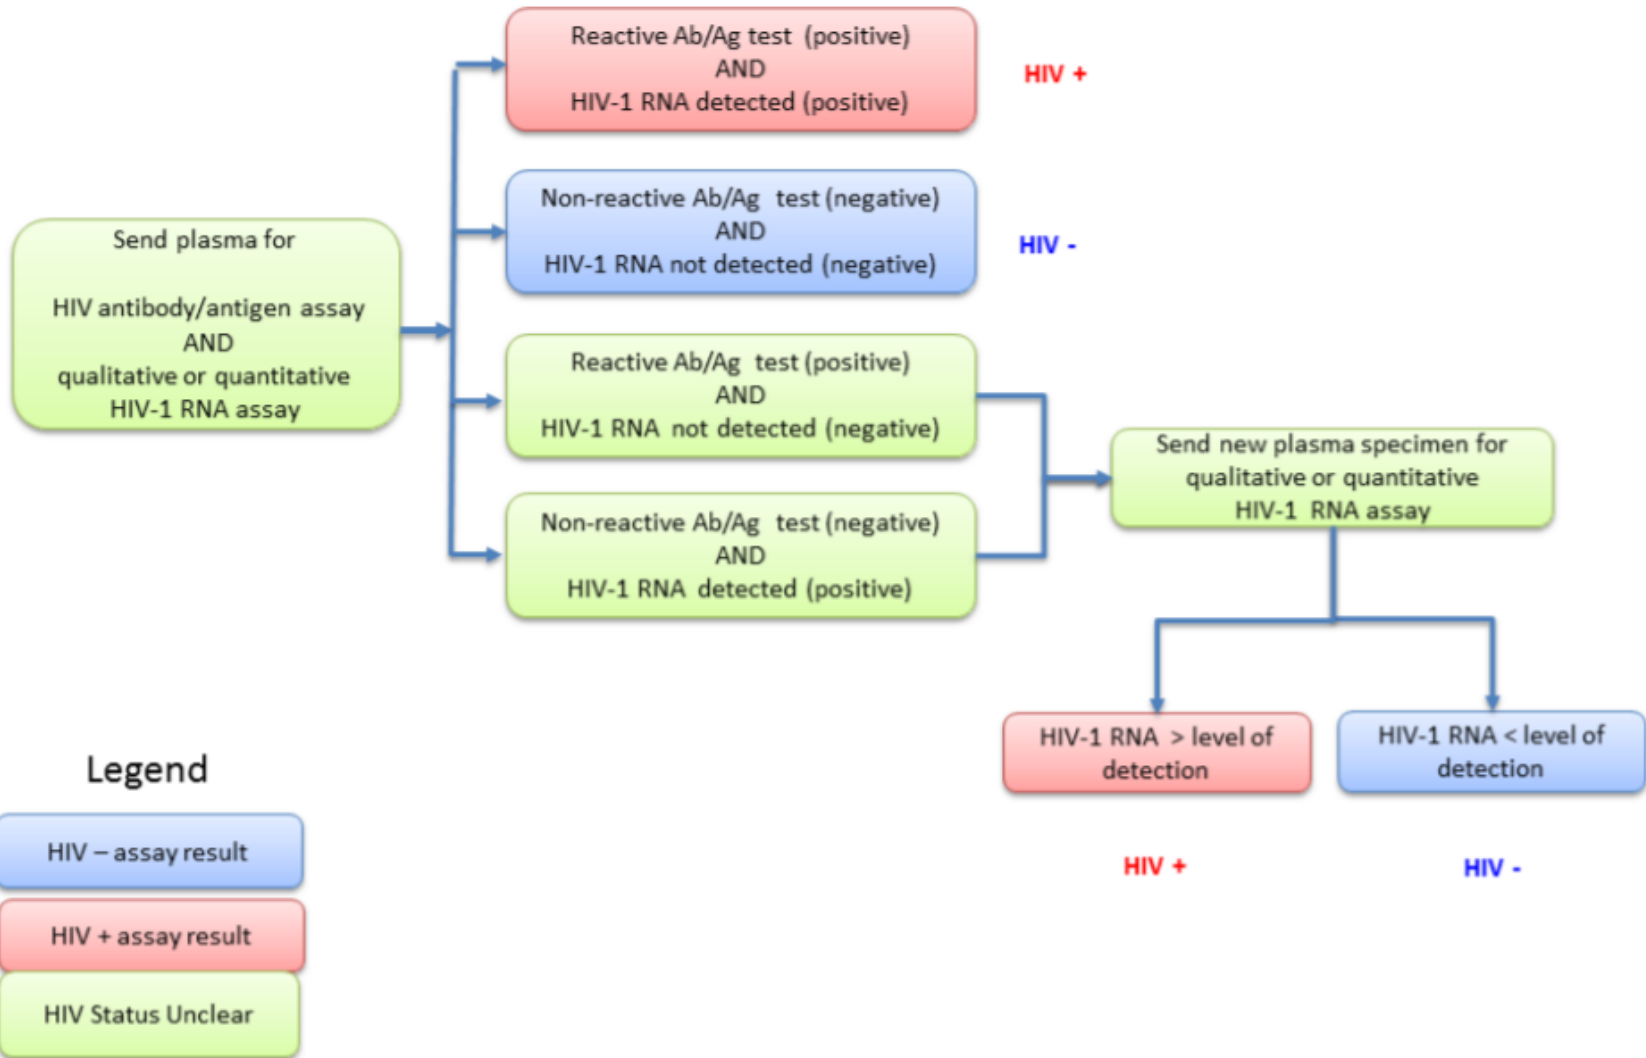 Send plasma for
HIV antibody/antigen assay
AND
qualitative or quantitative
HIV-1 RNA assay
Reactive Ab/Ag test (positive)
AND
HIV-1 RNA detected (positive)
HIV +
Non-reactive Ab/Ag test (negative)
AND
HIV-1 RNA not detected (negative)
HIV -
Reactive Ab/Ag test (positive)
AND
HIV-1 RNA not detected (negative)
Non-reactive Ab/Ag test (negative)
AND
HIV-1 RNA detected (positive)
Send new plasma specimen for
qualitative or quantitative
HIV-1 RNA assay
HIV-1 RNA > level of
detection
HIV +
HIV-1 RNA < level of
detection
HIV -
Legend
HIV – assay result
HIV + assay result
HIV Status Unclear